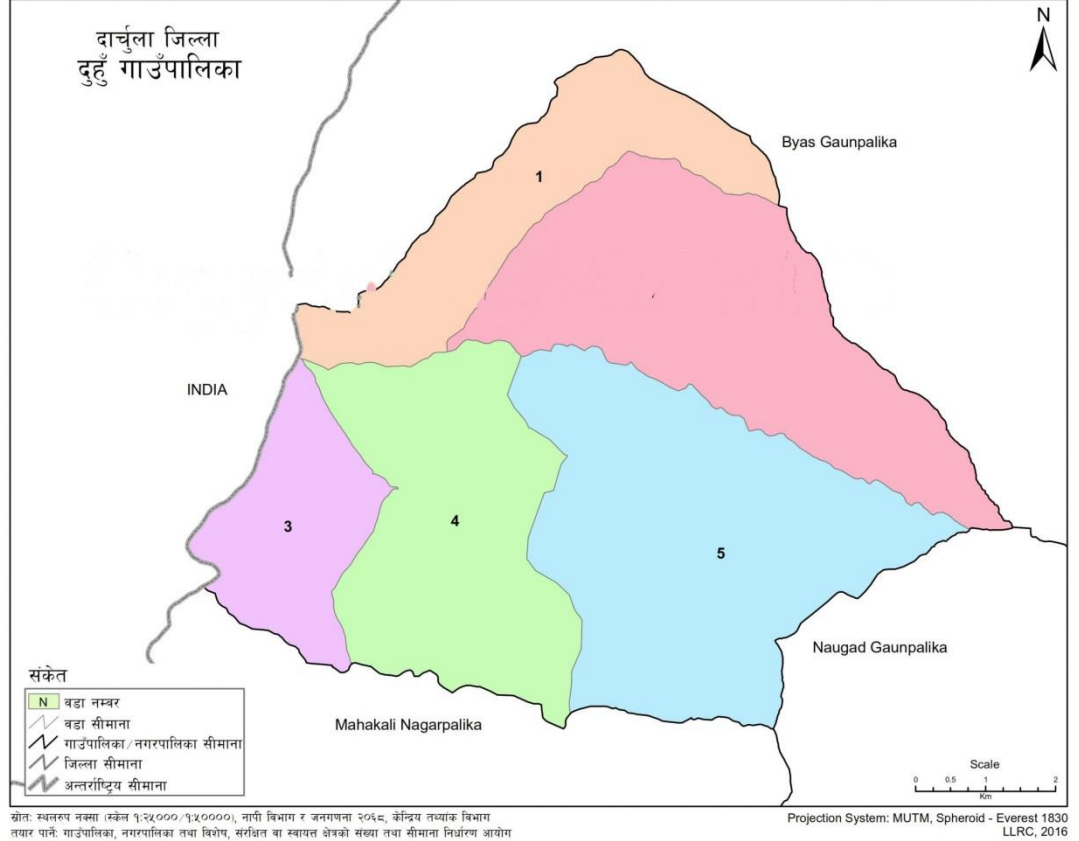 दार्चुला जिल्ला
दुहुँ गाउँपालिका
N
Byas Gaunpalika
1
INDIA
3
4
5
Naugad Gaunpalika
Mahakali Nagarpalika
संकेत
N वडा नम्बर
वडा सीमाना
गाउँपालिका/नगरपालिका सीमाना
जिल्ला सीमाना
अन्तर्राष्ट्रिय सीमाना
Scale
0 0.5 1 2
Km
स्रोतः स्थलरुप नक्सा (स्केल १:२५०००/१:५००००), नापी विभाग र जनगणना २०६८, केन्द्रिय तथ्यांक विभाग
तयार पार्नेः गाउँपालिका, नगरपालिका तथा विशेष, संरक्षित वा स्वायत्त क्षेत्रको संख्या तथा सीमाना निर्धारण आयोग
Projection System: MUTM, Spheroid - Everest 1830
LLRC, 2016